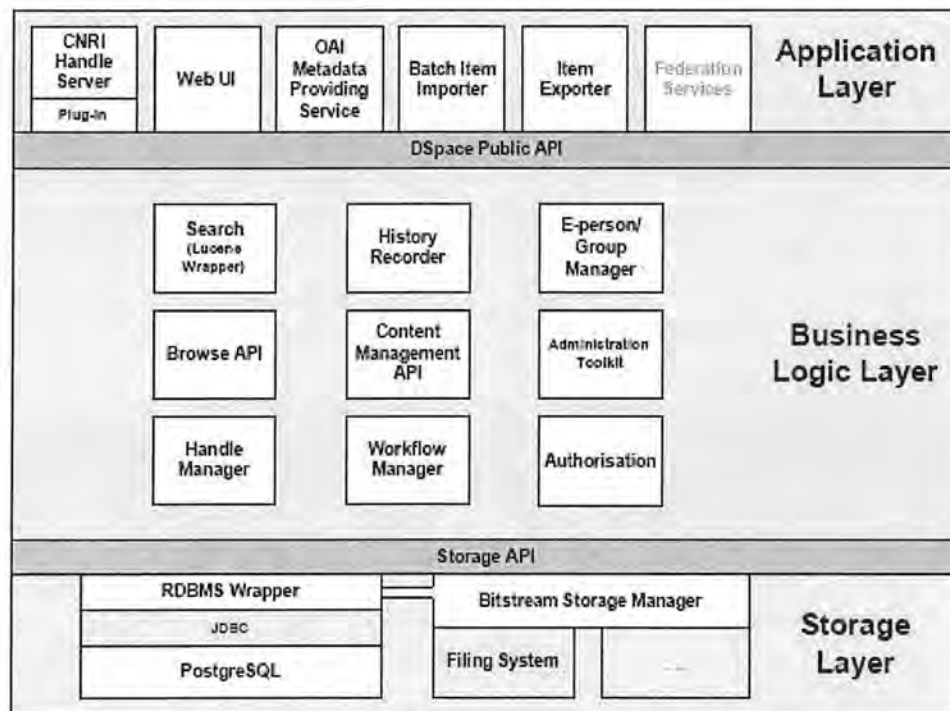 CNRI
Handle
Server
Plug-in
Web UI
OAI
Metadata
Providing
Service
Batch Item
Importer
Item
Exporter
Federation
Services
Application
Layer
DSpace Public API
Search
(Lucene
Wrapper)
History
Recorder
E-person/
Group
Manager
Browse API
Content
Management
API
Administration
Toolkit
Business
Logic Layer
Handle
Manager
Workflow
Manager
Authorisation
Storage API
RDBMS Wrapper
JDBC
PostgreSQL
Bitstream Storage Manager
Filing System
...
Storage
Layer